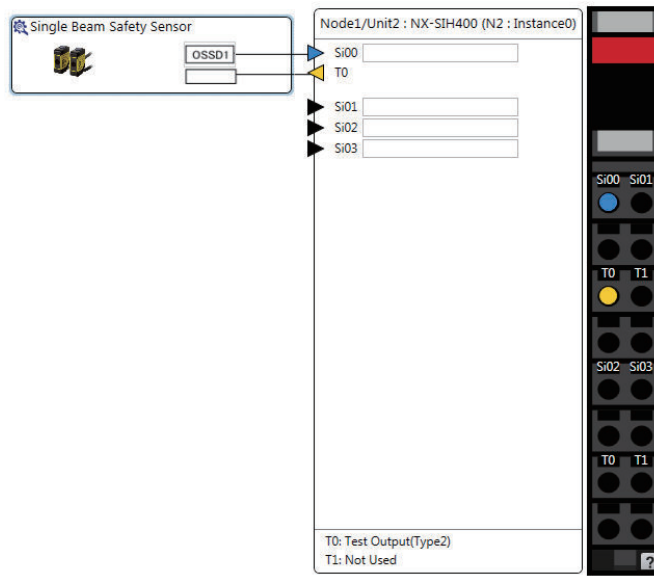 Single Beam Safety Sensor
OSSD1
Node1/Unit2 : NX-SIH400 (N2 : Instance0)
Si00
T0
Si01
Si02
Si03
T0: Test Output(Type2)
T1: Not Used
Si00 Si01
T0 T1
Si02 Si03
T0 T1
?